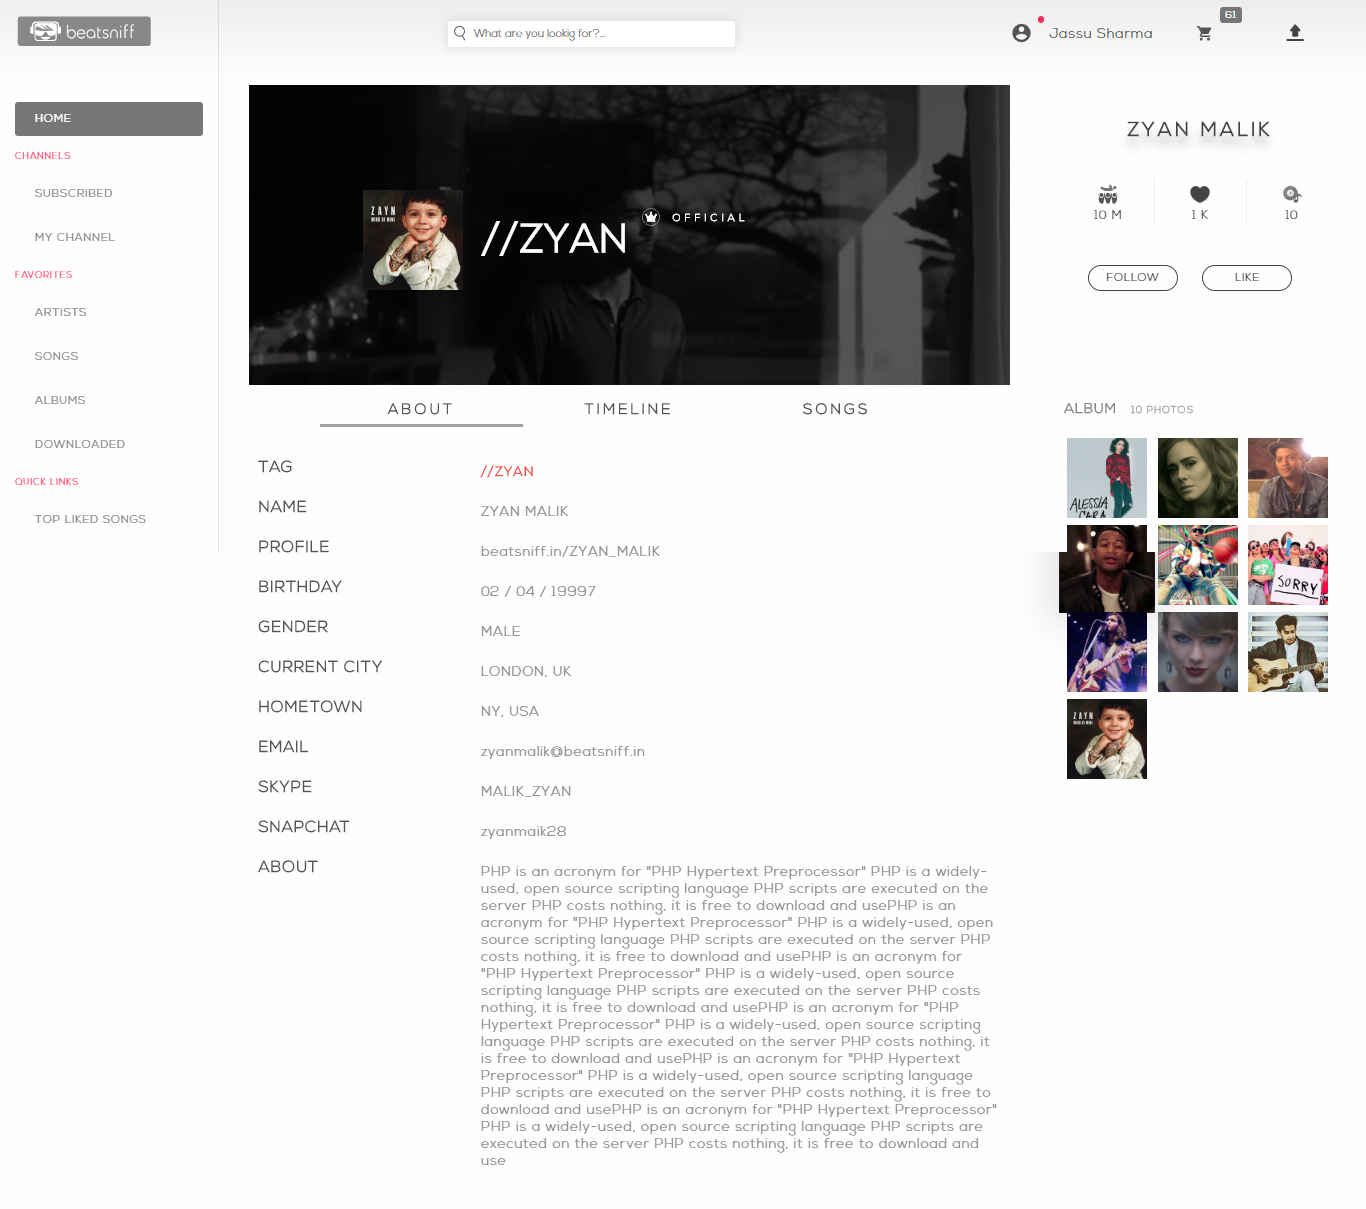 beatsniff
What are you lookig for?...
Jassu Sharma
61
HOME
CHANNELS
SUBSCRIBED
MY CHANNEL
FAVORITES
ARTISTS
SONGS
ALBUMS
DOWNLOADED
QUICK LINKS
TOP LIKED SONGS
ZAYN
MIND OF MINE
//ZYAN
OFFICIAL
ZYAN MALIK
10 M
1 K
10
FOLLOW
LIKE
ABOUT
TIMELINE
SONGS
TAG
//ZYAN
NAME
ZYAN MALIK
PROFILE
beatsniff.in/ZYAN_MALIK
BIRTHDAY
02 / 04 / 19997
GENDER
MALE
CURRENT CITY
LONDON, UK
HOMETOWN
NY, USA
EMAIL
zyanmalik@beatsniff.in
SKYPE
MALIK_ZYAN
SNAPCHAT
zyanmaik28
ABOUT
PHP is an acronym for "PHP Hypertext Preprocessor" PHP is a widely-
used, open source scripting language PHP scripts are executed on the
server PHP costs nothing, it is free to download and usePHP is an
acronym for "PHP Hypertext Preprocessor" PHP is a widely-used, open
source scripting language PHP scripts are executed on the server PHP
costs nothing, it is free to download and usePHP is an acronym for
"PHP Hypertext Preprocessor" PHP is a widely-used, open source
scripting language PHP scripts are executed on the server PHP costs
nothing, it is free to download and usePHP is an acronym for "PHP
Hypertext Preprocessor" PHP is a widely-used, open source scripting
language PHP scripts are executed on the server PHP costs nothing, it
is free to download and usePHP is an acronym for "PHP Hypertext
Preprocessor" PHP is a widely-used, open source scripting language
PHP scripts are executed on the server PHP costs nothing, it is free to
download and usePHP is an acronym for "PHP Hypertext Preprocessor"
PHP is a widely-used, open source scripting language PHP scripts are
executed on the server PHP costs nothing, it is free to download and
use
ALBUM
10 PHOTOS
ALESSIA
CARA
SORRY
ZAYN
MIND OF MINE